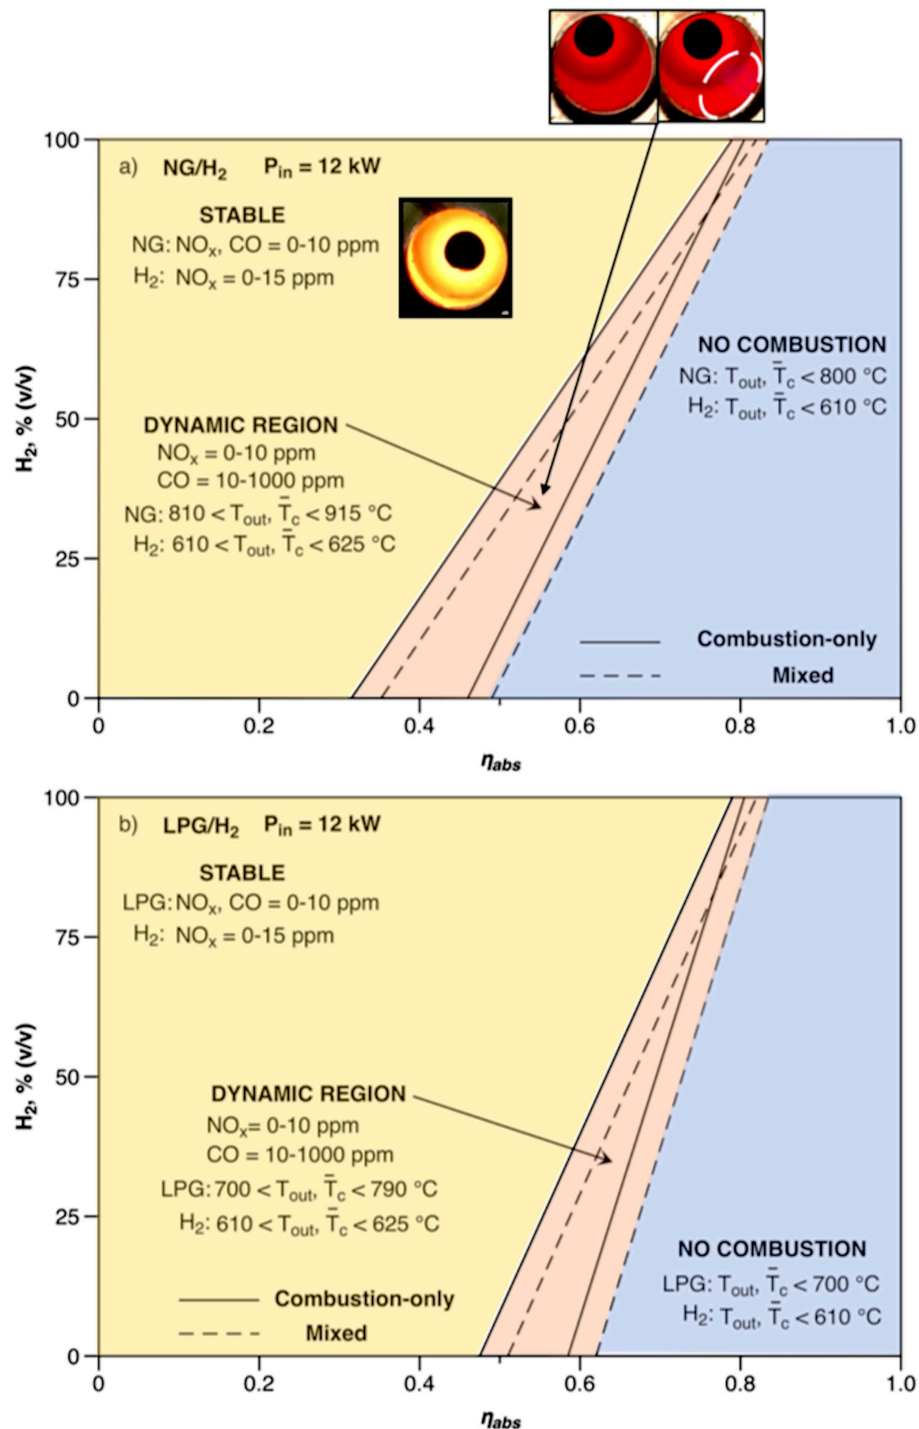 a) NG/H₂ Pᵢₙ = 12 kW
STABLE
NG: NOₓ, CO = 0-10 ppm
H₂: NOₓ = 0-15 ppm
NO COMBUSTION
NG: Tₒᵤₜ, T̄c < 800 °C
H₂: Tₒᵤₜ, T̄c < 610 °C
DYNAMIC REGION
NOₓ = 0-10 ppm
CO = 10-1000 ppm
NG: 810 < Tₒᵤₜ, T̄c < 915 °C
H₂: 610 < Tₒᵤₜ, T̄c < 625 °C
Combustion-only
Mixed
H₂, % (v/v)
100
75
50
25
0
0 0.2 0.4 0.6 0.8 1.0
ηabs
b) LPG/H₂ Pᵢₙ = 12 kW
STABLE
LPG: NOₓ, CO = 0-10 ppm
H₂: NOₓ = 0-15 ppm
DYNAMIC REGION
NOₓ= 0-10 ppm
CO = 10-1000 ppm
LPG: 700 < Tₒᵤₜ, T̄c < 790 °C
H₂: 610 < Tₒᵤₜ, T̄c < 625 °C
NO COMBUSTION
LPG: Tₒᵤₜ, T̄c < 700 °C
H₂: Tₒᵤₜ, T̄c < 610 °C
Combustion-only
Mixed
H₂, % (v/v)
100
75
50
25
0
0 0.2 0.4 0.6 0.8 1.0
ηabs